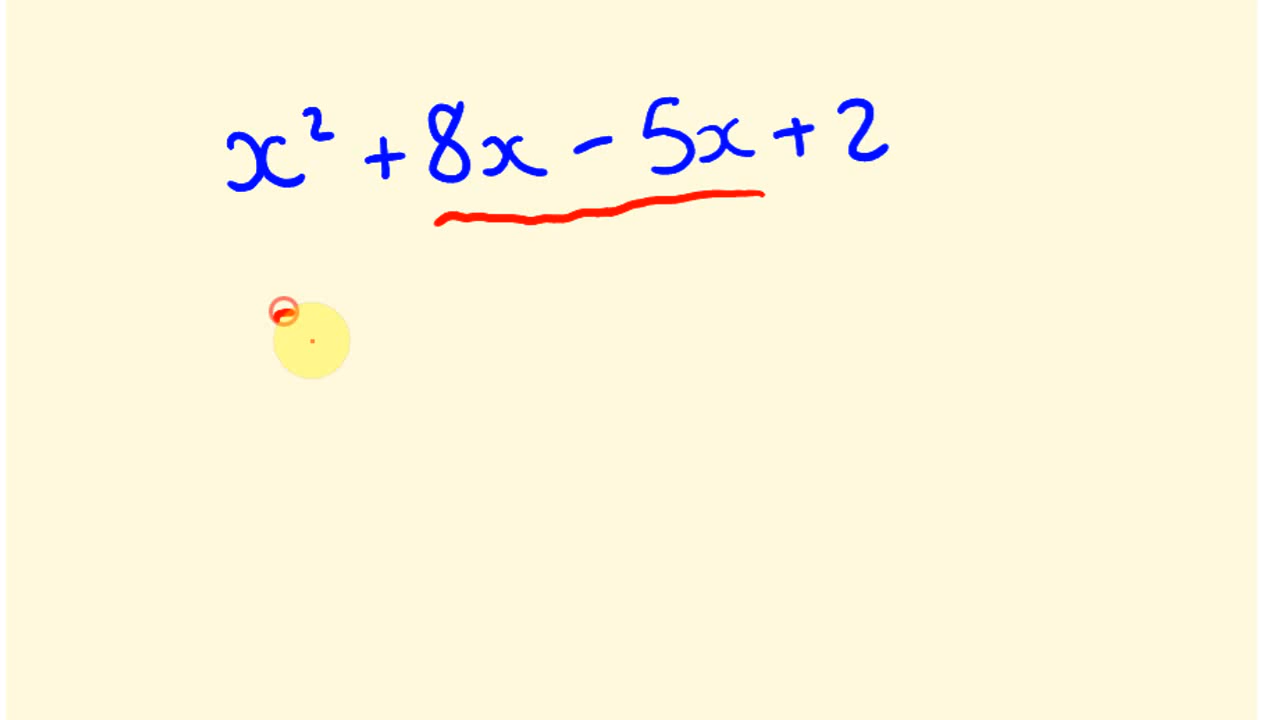 x² + 8x - 5x + 2